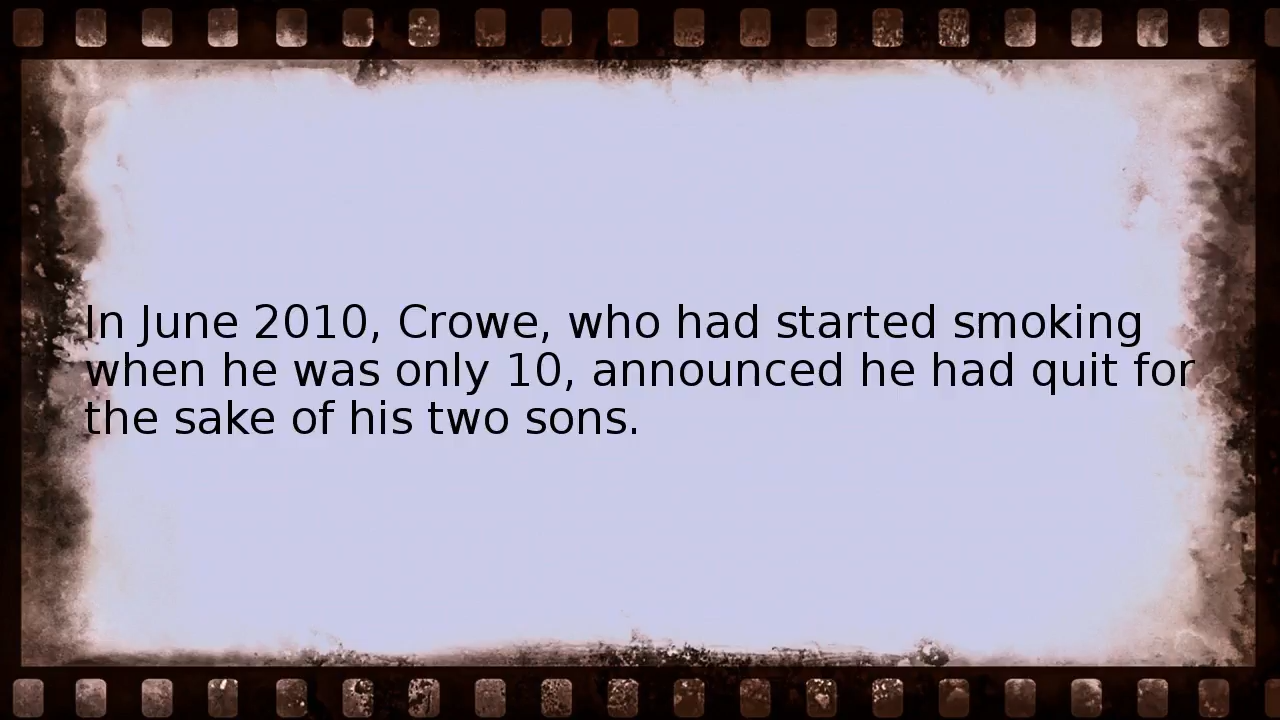 In June 2010, Crowe, who had started smoking
when he was only 10, announced he had quit for
the sake of his two sons.